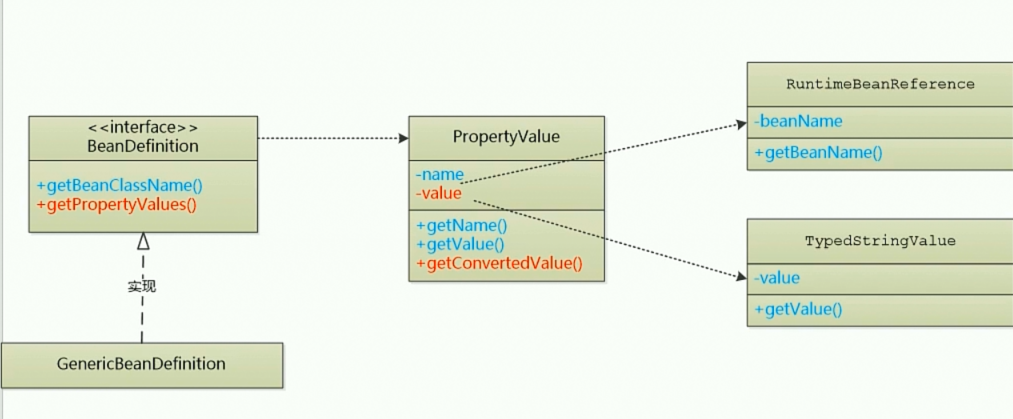 <<interface>>
BeanDefinition
+getBeanClassName()
+getPropertyValues()
实现
GenericBeanDefinition
PropertyValue
-name
-value
+getName()
+getValue()
+getConvertedValue()
RuntimeBeanReference
-beanName
+getBeanName()
TypedStringValue
-value
+getValue()